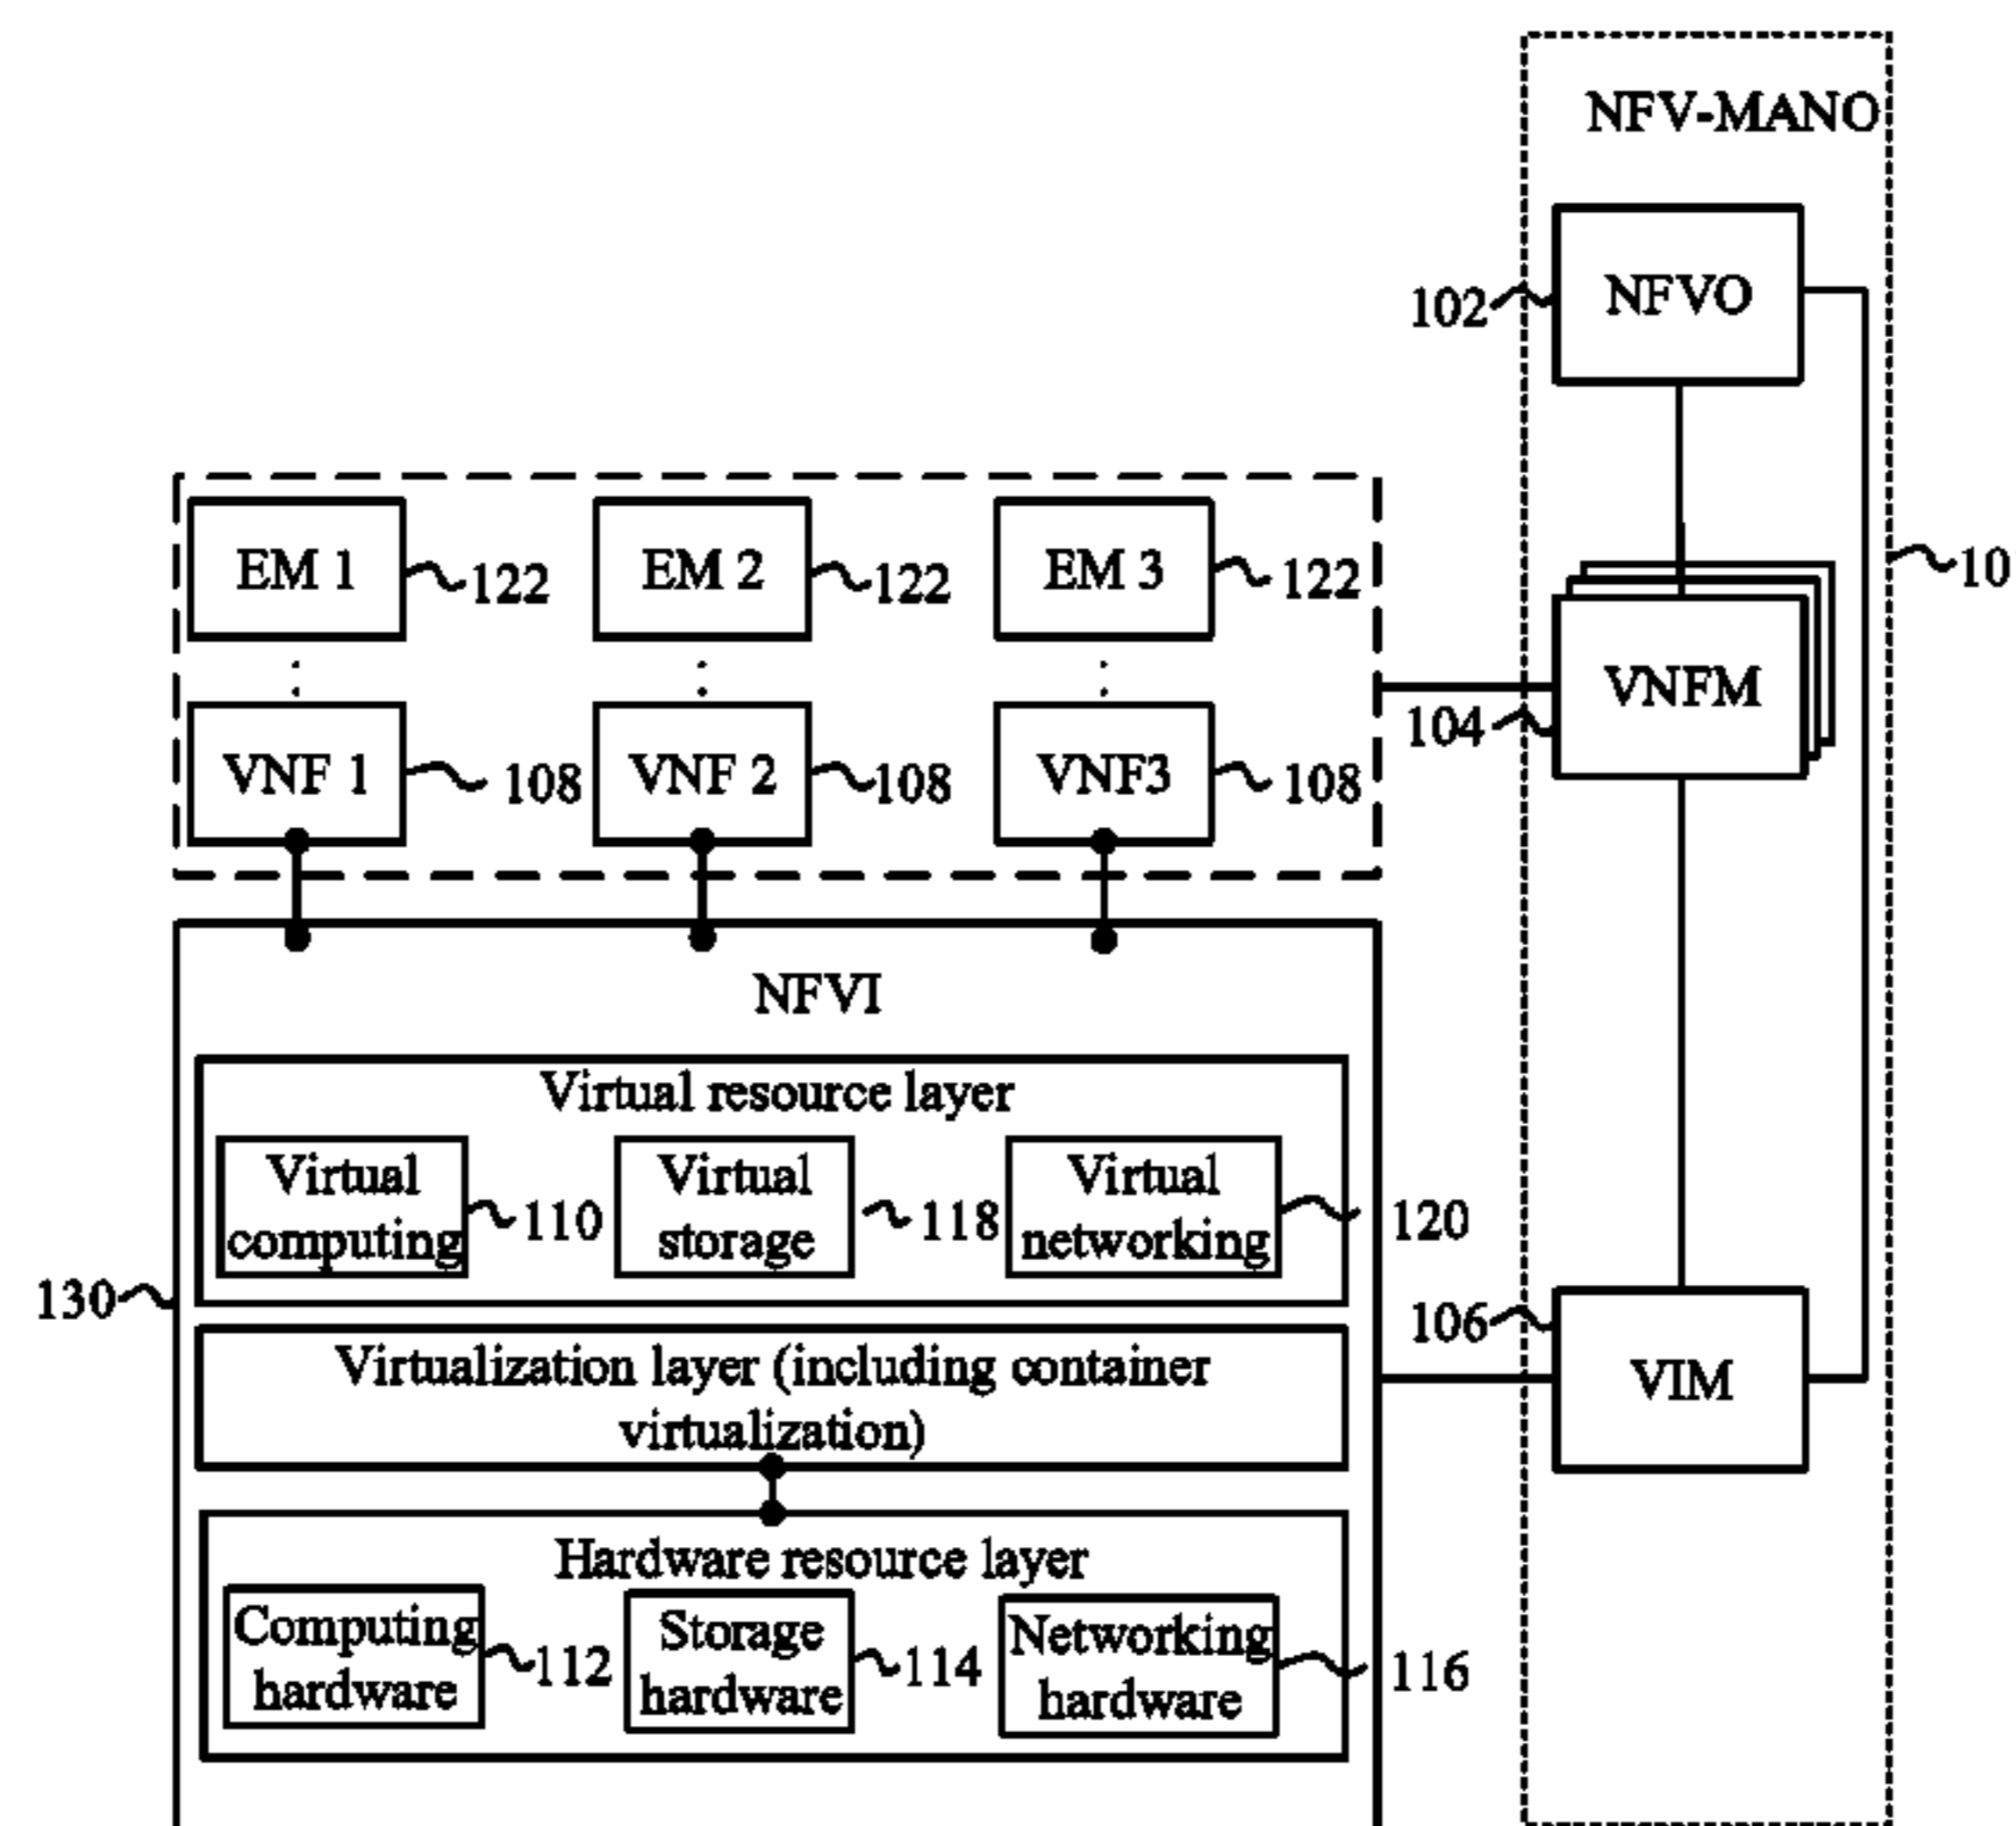 NFV-MANO
102
NFVO
EM 1
122
EM 2
122
EM 3
122
10
VNFM
104
VNF 1
108
VNF 2
108
VNF3
108
NFVI
Virtual resource layer
Virtual
computing
110
Virtual
storage
118
Virtual
networking
120
130
106
VIM
Virtualization layer (including container
virtualization)
Hardware resource layer
Computing
hardware
112
Storage
hardware
114
Networking
hardware
116